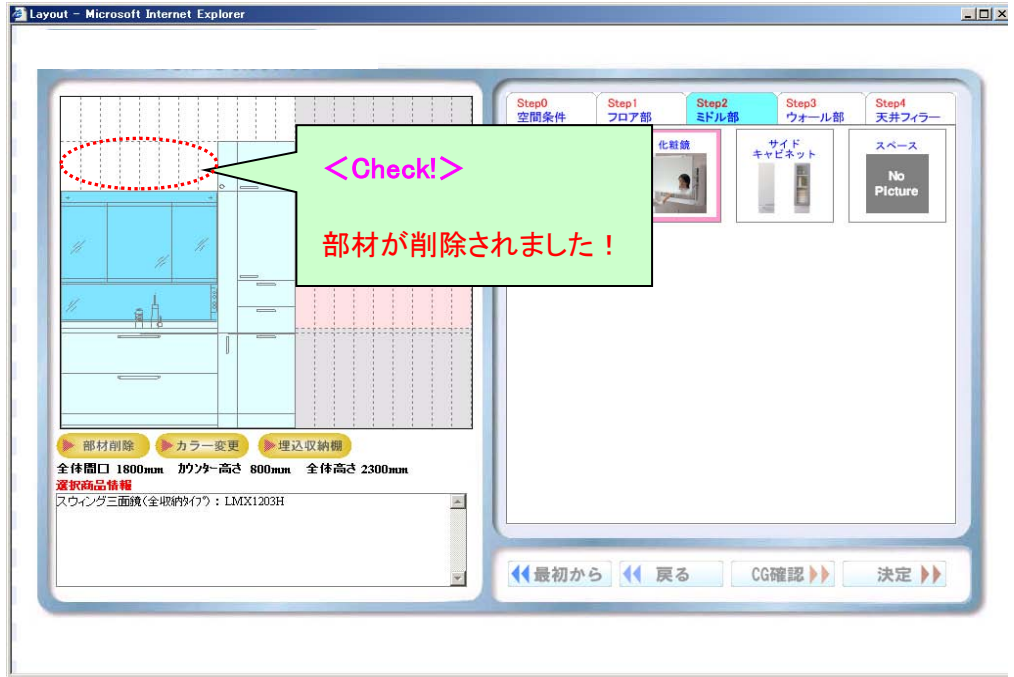 Layout - Microsoft Internet Explorer
Step0
空間条件
Step1
フロア部
Step2
ミドル部
Step3
ウォール部
Step4
天井フィラー
化粧鏡
サイド
キャビネット
スペース
No
Picture
＜Check!＞
部材が削除されました！
部材削除
カラー変更
埋込収納棚
全体間口 1800mm カウンター高さ 800mm 全体高さ 2300mm
選択商品情報
スウィング三面鏡(全収納タイプ)：LMX1203H
最初から
戻る
CG確認
決定